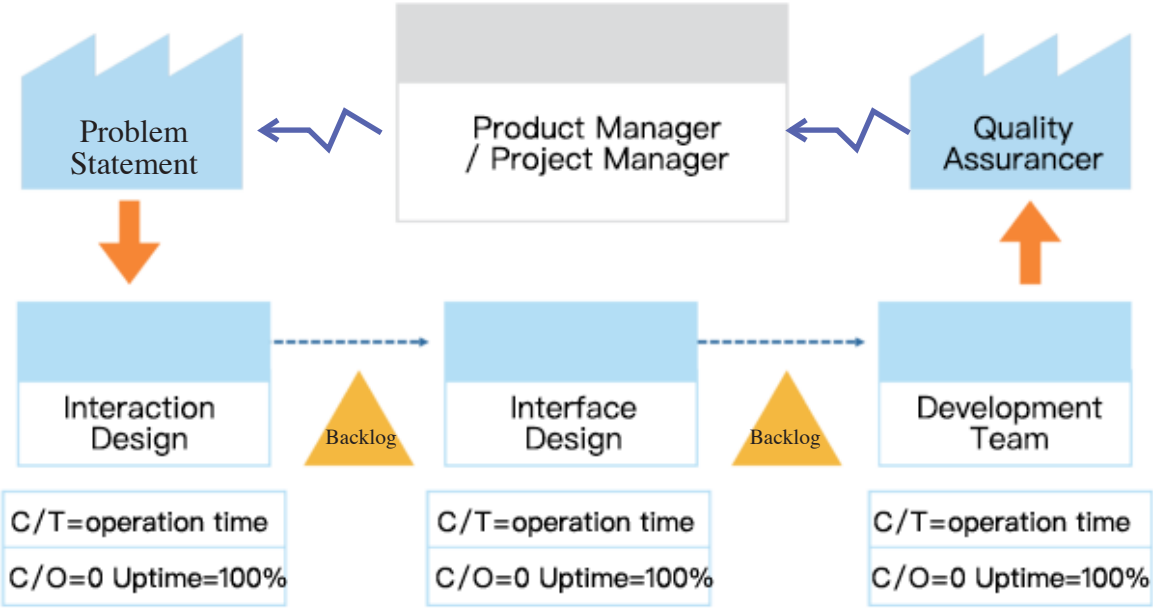 Problem
Statement
Product Manager
/ Project Manager
Quality
Assurancer
Interaction
Design
Backlog
Interface
Design
Backlog
Development
Team
C/T=operation time
C/O=0 Uptime=100%
C/T=operation time
C/O=0 Uptime=100%
C/T=operation time
C/O=0 Uptime=100%